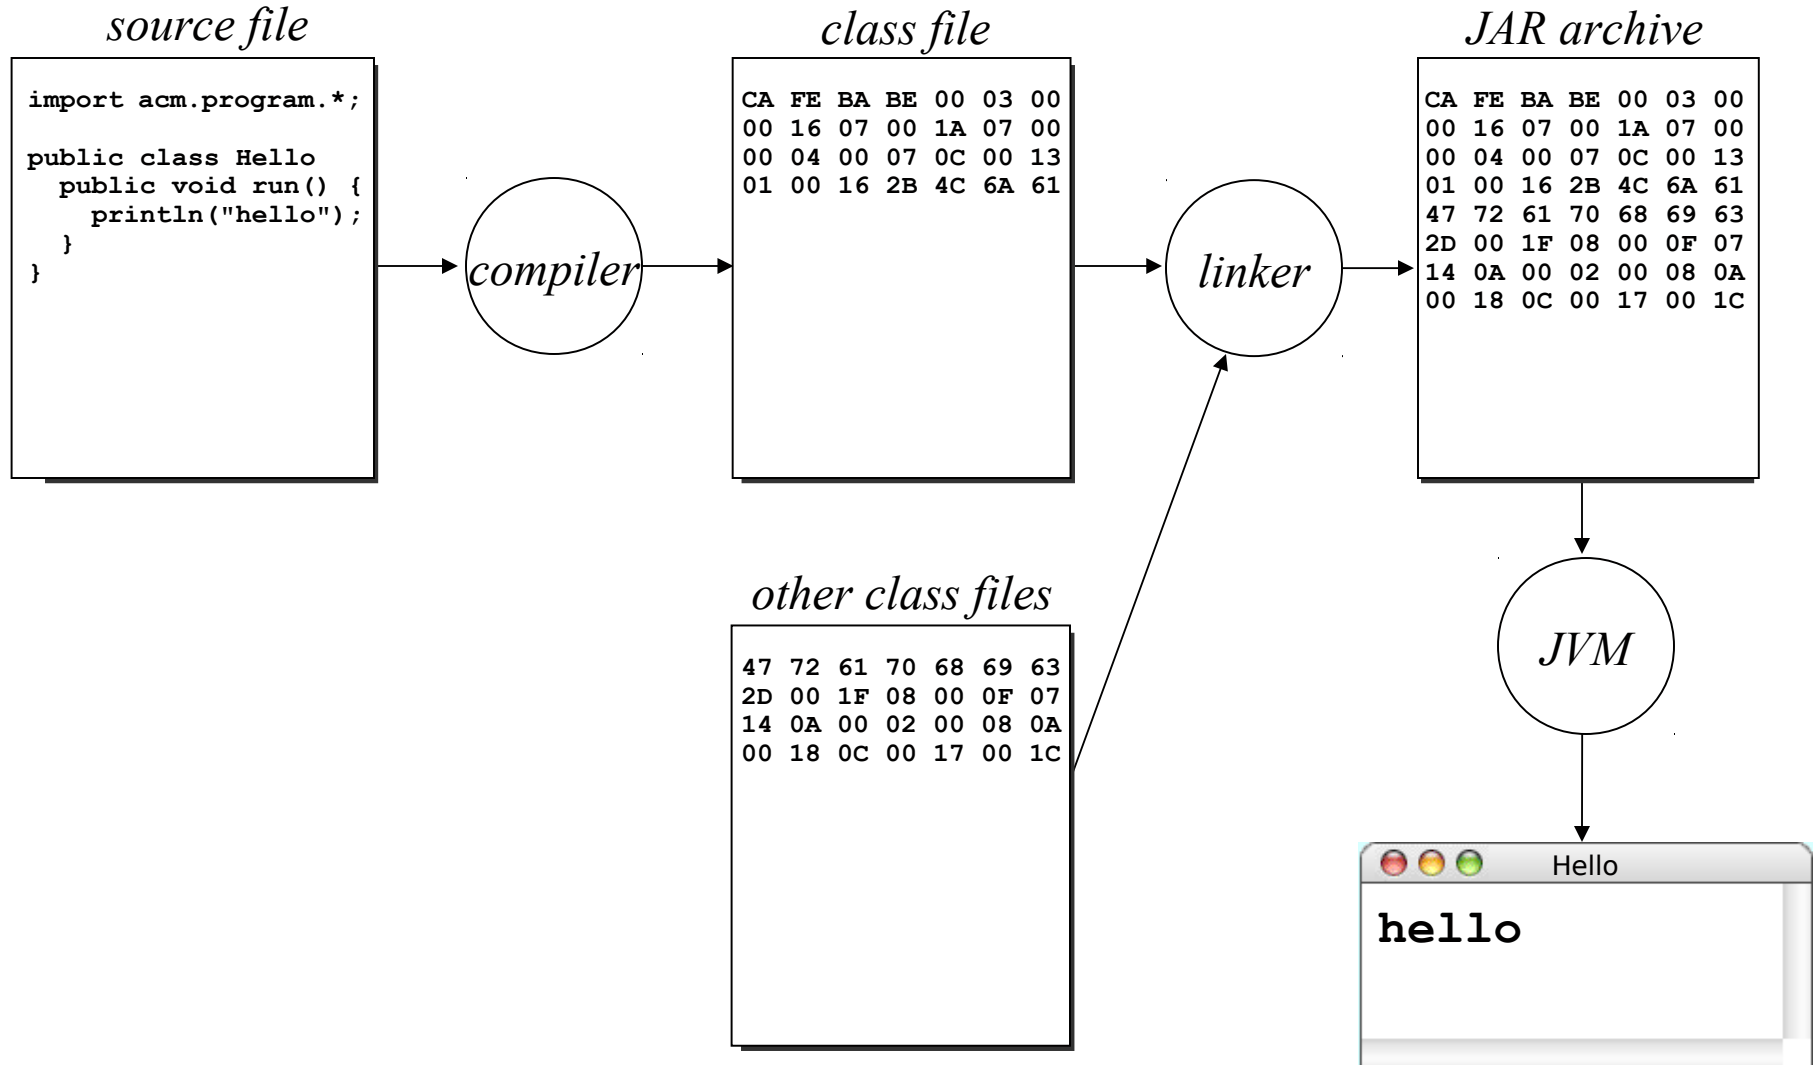 source file
import acm.program.*;
public class Hello
public void run() {
println("hello");
}
}
compiler
class file
CA FE BA BE 00 03 00
00 16 07 00 1A 07 00
00 04 00 07 0C 00 13
01 00 16 2B 4C 6A 61
other class files
47 72 61 70 68 69 63
2D 00 1F 08 00 0F 07
14 0A 00 02 00 08 0A
00 18 0C 00 17 00 1C
linker
JAR archive
CA FE BA BE 00 03 00
00 16 07 00 1A 07 00
00 04 00 07 0C 00 13
01 00 16 2B 4C 6A 61
47 72 61 70 68 69 63
2D 00 1F 08 00 0F 07
14 0A 00 02 00 08 0A
00 18 0C 00 17 00 1C
JVM
Hello
hello